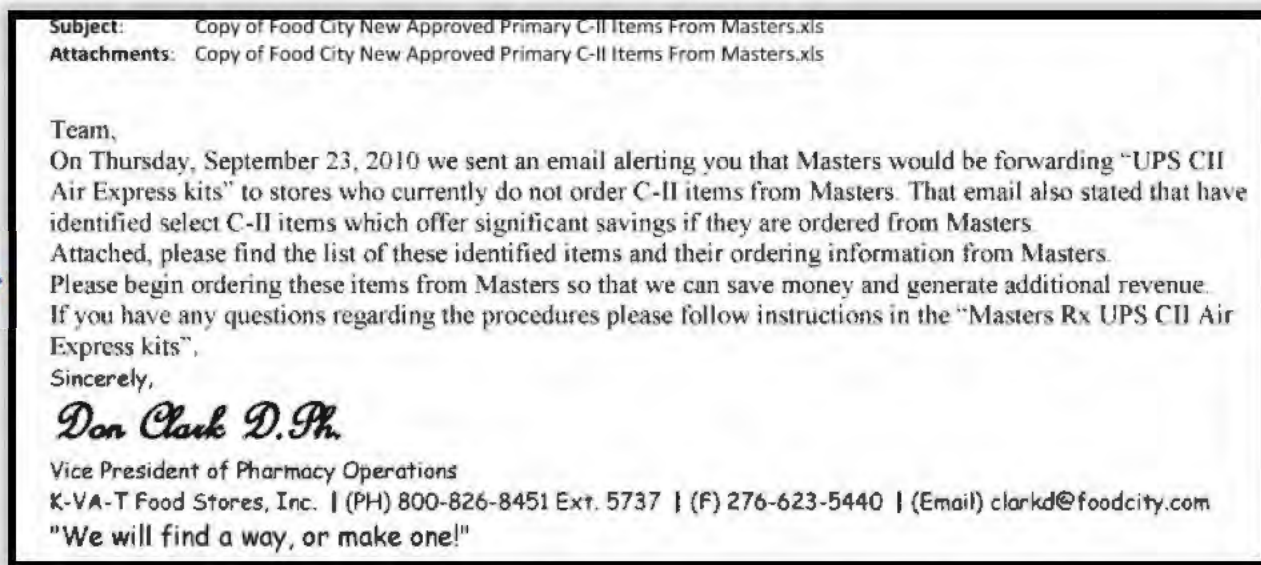 Subject: Copy of Food City New Approved Primary C-II Items From Masters.xls
Attachments: Copy of Food City New Approved Primary C-II Items From Masters.xls
Team,
On Thursday, September 23, 2010 we sent an email alerting you that Masters would be forwarding "UPS CII
Air Express kits" to stores who currently do not order C-II items from Masters. That email also stated that have
identified select C-II items which offer significant savings if they are ordered from Masters.
Attached, please find the list of these identified items and their ordering information from Masters.
Please begin ordering these items from Masters so that we can save money and generate additional revenue.
If you have any questions regarding the procedures please follow instructions in the "Masters Rx UPS CII Air
Express kits",
Sincerely,
Don Clark D.Ph.
Vice President of Pharmacy Operations
K-VA-T Food Stores, Inc. | (PH) 800-826-8451 Ext. 5737 | (F) 276-623-5440 | (Email) clarkd@foodcity.com
"We will find a way, or make one!"